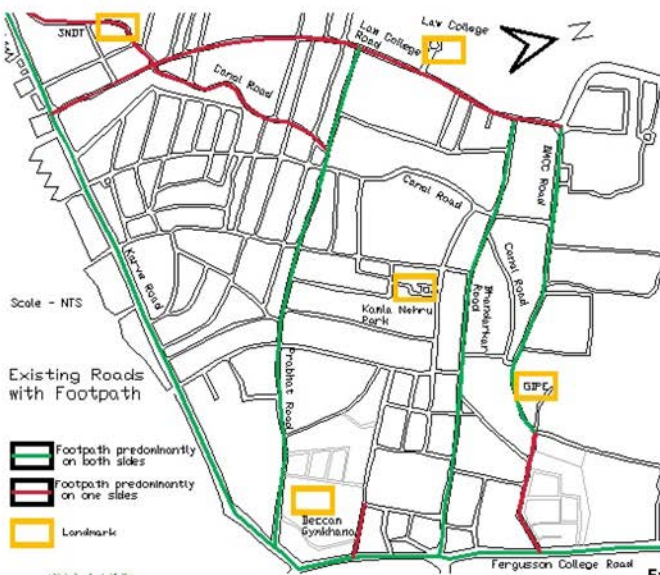 SNDT
Law College
Law College
Road
Z
Canal Road
BMCC Road
Canal Road
Canal Road
Karve Road
Scale - NTS
Kamla Nehru
Park
Bhandarkar
Road
Prabhat Road
Existing Roads
with Footpath
GIPE
Footpath predominantly
on both sides
Footpath predominantly
on one sides
Landmark
Deccan
Gymkhana
Fergusson College Road